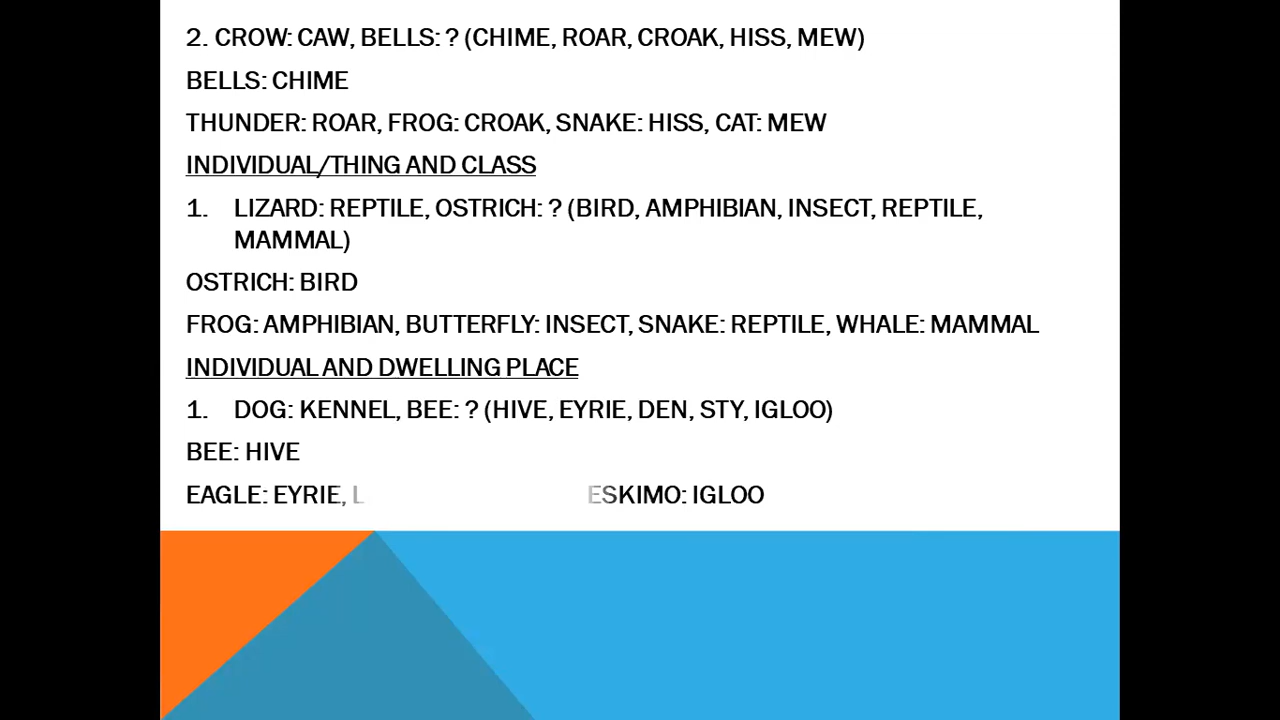 2. CROW: CAW, BELLS: ? (CHIME, ROAR, CROAK, HISS, MEW)
BELLS: CHIME
THUNDER: ROAR, FROG: CROAK, SNAKE: HISS, CAT: MEW
INDIVIDUAL/THING AND CLASS
1. LIZARD: REPTILE, OSTRICH: ? (BIRD, AMPHIBIAN, INSECT, REPTILE,
MAMMAL)
OSTRICH: BIRD
FROG: AMPHIBIAN, BUTTERFLY: INSECT, SNAKE: REPTILE, WHALE: MAMMAL
INDIVIDUAL AND DWELLING PLACE
1. DOG: KENNEL, BEE: ? (HIVE, EYRIE, DEN, STY, IGLOO)
BEE: HIVE
EAGLE: EYRIE, L ESKIMO: IGLOO